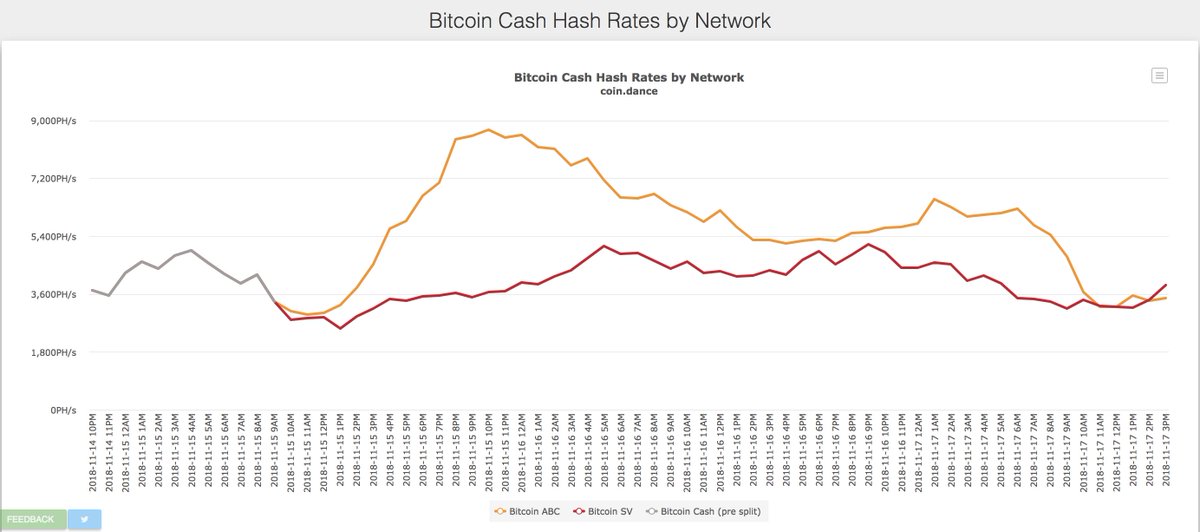 Bitcoin Cash Hash Rates by Network
Bitcoin Cash Hash Rates by Network
coin.dance
9,000PH/s
7,200PH/s
5,400PH/s
3,600PH/s
1,800PH/s
0PH/s
2018-11-14 10PM
2018-11-14 11PM
2018-11-15 12AM
2018-11-15 1AM
2018-11-15 2AM
2018-11-15 3AM
2018-11-15 4AM
2018-11-15 5AM
2018-11-15 6AM
2018-11-15 7AM
2018-11-15 8AM
2018-11-15 9AM
2018-11-15 10AM
2018-11-15 11AM
2018-11-15 12PM
2018-11-15 1PM
2018-11-15 2PM
2018-11-15 3PM
2018-11-15 4PM
2018-11-15 5PM
2018-11-15 6PM
2018-11-15 7PM
2018-11-15 8PM
2018-11-15 9PM
2018-11-15 10PM
2018-11-15 11PM
2018-11-16 12AM
2018-11-16 1AM
2018-11-16 2AM
2018-11-16 3AM
2018-11-16 4AM
2018-11-16 5AM
2018-11-16 6AM
2018-11-16 7AM
2018-11-16 8AM
2018-11-16 9AM
2018-11-16 10AM
2018-11-16 11AM
2018-11-16 12PM
2018-11-16 1PM
2018-11-16 2PM
2018-11-16 3PM
2018-11-16 4PM
2018-11-16 5PM
2018-11-16 6PM
2018-11-16 7PM
2018-11-16 8PM
2018-11-16 9PM
2018-11-16 10PM
2018-11-16 11PM
2018-11-17 12AM
2018-11-17 1AM
2018-11-17 2AM
2018-11-17 3AM
2018-11-17 4AM
2018-11-17 5AM
2018-11-17 6AM
2018-11-17 7AM
2018-11-17 8AM
2018-11-17 9AM
2018-11-17 10AM
2018-11-17 11AM
2018-11-17 12PM
2018-11-17 1PM
2018-11-17 2PM
2018-11-17 3PM
Bitcoin ABC Bitcoin SV Bitcoin Cash (pre split)
FEEDBACK